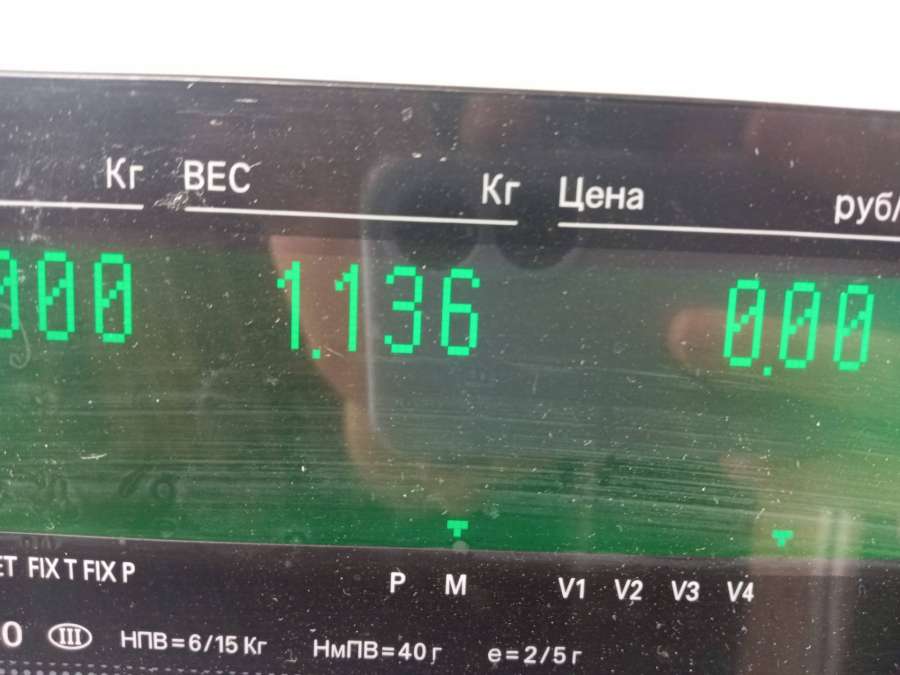 Кг ВЕС Кг Цена руб/
000 1.136 0.00
ET FIX T FIX P P M V1 V2 V3 V4
0 III НПВ=6/15 Кг НмПВ=40 г e=2/5 г